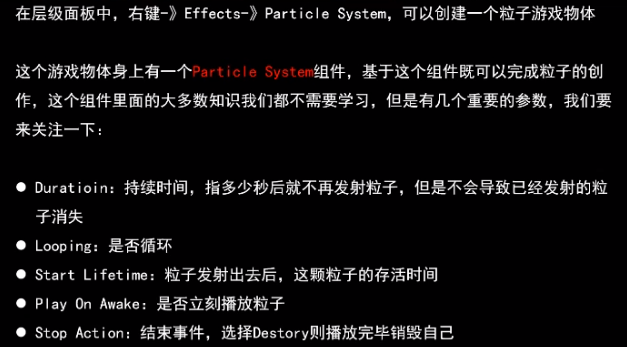 在层级面板中，右键-》Effects-》Particle System，可以创建一个粒子游戏物体
这个游戏物体身上有一个Particle System组件，基于这个组件既可以完成粒子的创
作，这个组件里面的大多数知识我们都不需要学习，但是有几个重要的参数，我们要
来关注一下：
● Duratioin：持续时间，指多少秒后就不再发射粒子，但是不会导致已经发射的粒
子消失
● Looping：是否循环
● Start Lifetime：粒子发射出去后，这颗粒子的存活时间
● Play On Awake：是否立刻播放粒子
● Stop Action：结束事件，选择Destory则播放完毕销毁自己